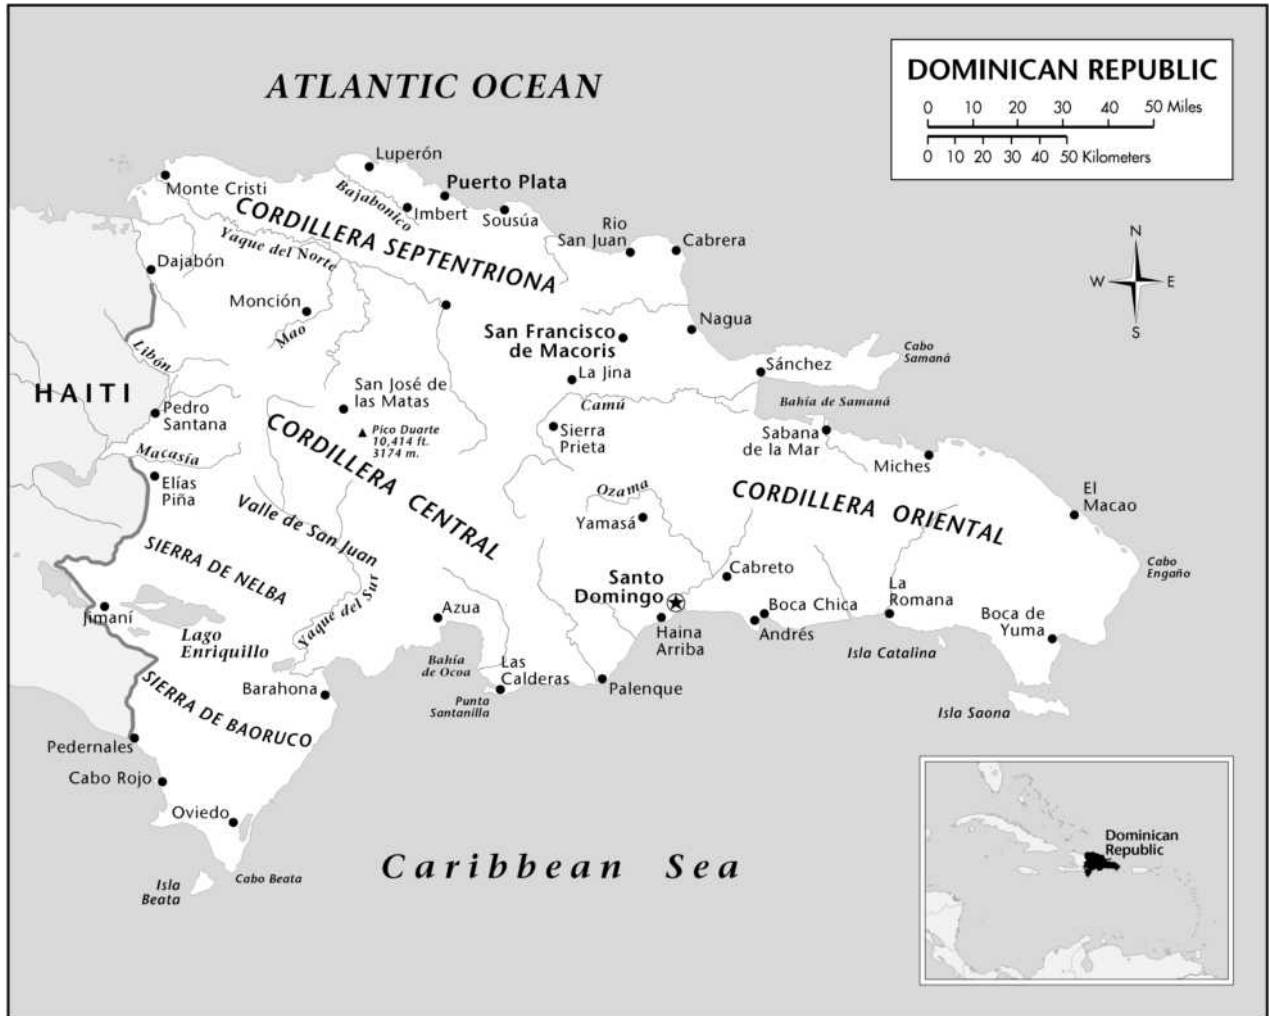 ATLANTIC OCEAN
DOMINICAN REPUBLIC
0 10 20 30 40 50 Miles
0 10 20 30 40 50 Kilometers
N
W E
S
Luperón
Monte Cristi
Bajabonico
Puerto Plata
Imbert
Sousúa
CORDILLERA SEPTENTRIONA
Rio
San Juan
Cabrera
Yaque del Norte
Dajabón
Monción
Mao
Nagua
San Francisco
de Macoris
Libón
La Jina
Sánchez
Cabo
Samaná
HAITI
San José de
las Matas
Camú
Bahía de Samaná
Pedro
Santana
Pico Duarte
10,414 ft.
3174 m.
Sierra
Prieta
Sabana
de la Mar
Miches
CORDILLERA CENTRAL
Macasía
Elías
Piña
Ozama
CORDILLERA ORIENTAL
El
Macao
Valle de San Juan
Yamasá
SIERRA DE NELBA
Cabo
Engaño
Santo
Domingo
Cabreto
La
Romana
Yaque del Sur
Jimaní
Azua
Boca Chica
Andrés
Boca de
Yuma
Lago
Enriquillo
Haina
Arriba
Isla Catalina
Bahía
de Ocoa
Las
Calderas
Palenque
Barahona
Punta
Santanilla
Isla Saona
SIERRA DE BAORUCO
Pedernales
Cabo Rojo
Oviedo
Caribbean Sea
Isla
Beata
Cabo Beata
Dominican
Republic